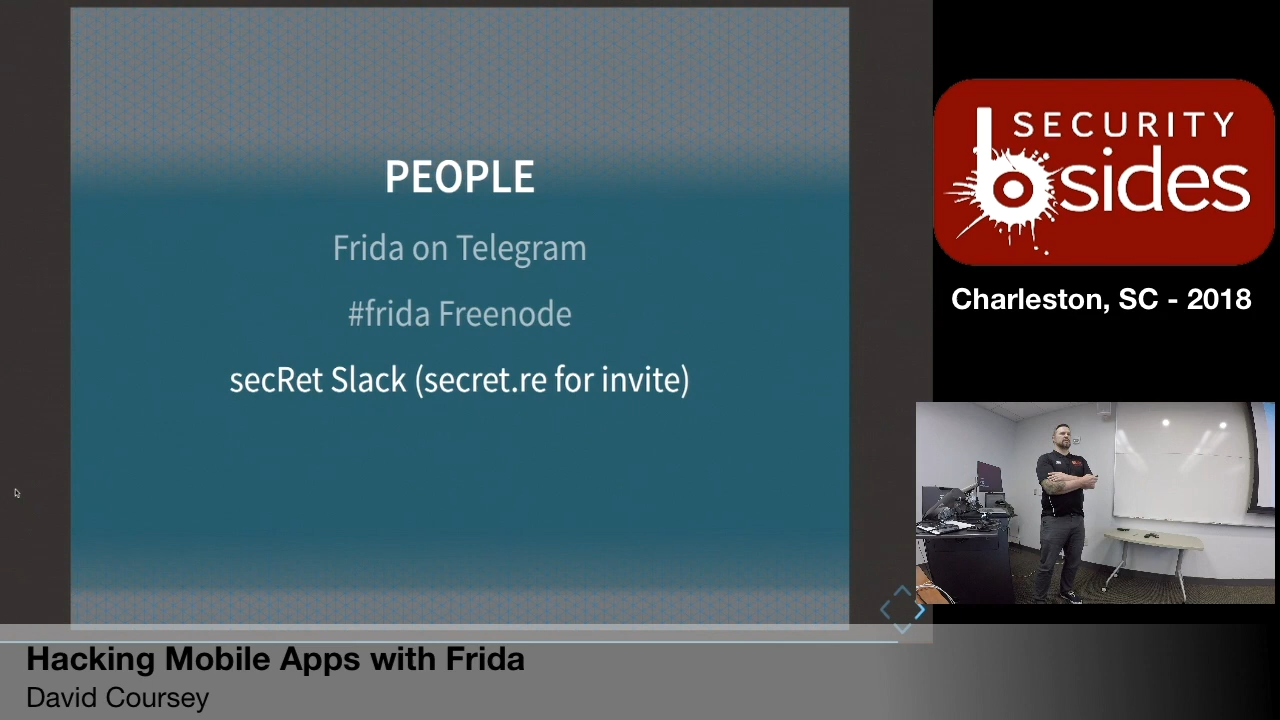 PEOPLE
Frida on Telegram
#frida Freenode
secRet Slack (secret.re for invite)
SECURITY
bsides
Charleston, SC - 2018
Hacking Mobile Apps with Frida
David Coursey